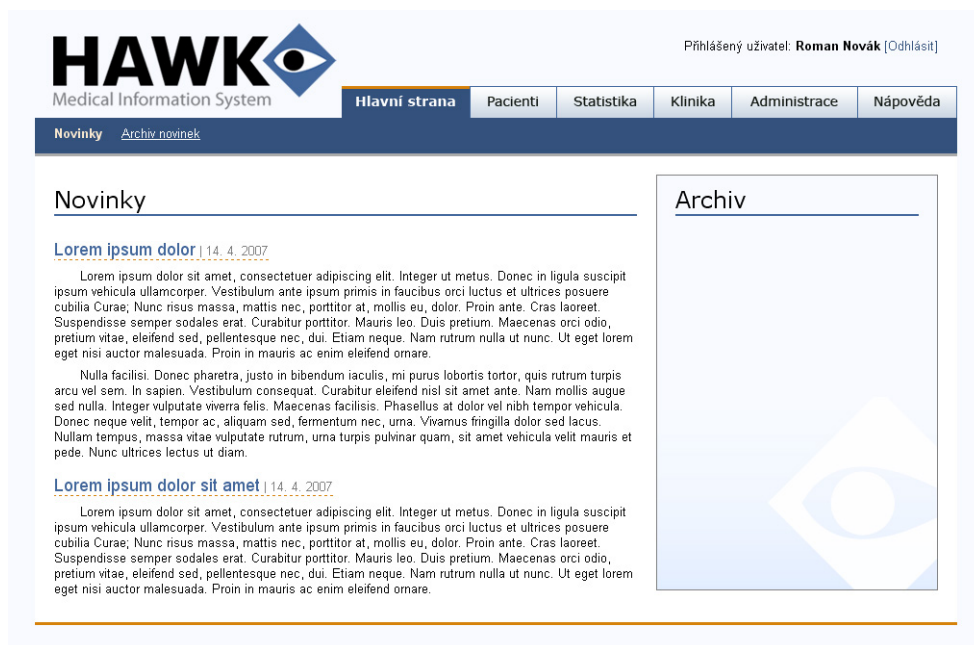 HAWK
Medical Information System
Přihlášený uživatel: Roman Novák [Odhlásit]
Hlavní strana Pacienti Statistika Klinika Administrace Nápověda
Novinky Archiv novinek
Novinky
Lorem ipsum dolor | 14. 4. 2007
Lorem ipsum dolor sit amet, consectetuer adipiscing elit. Integer ut metus. Donec in ligula suscipit
ipsum vehicula ullamcorper. Vestibulum ante ipsum primis in faucibus orci luctus et ultrices posuere
cubilia Curae; Nunc risus massa, mattis nec, porttitor at, mollis eu, dolor. Proin ante. Cras laoreet.
Suspendisse semper sodales erat. Curabitur porttitor. Mauris leo. Duis pretium. Maecenas orci odio,
pretium vitae, eleifend sed, pellentesque nec, dui. Etiam neque. Nam rutrum nulla ut nunc. Ut eget lorem
eget nisi auctor malesuada. Proin in mauris ac enim eleifend ornare.
Nulla facilisi. Donec pharetra, justo in bibendum iaculis, mi purus lobortis tortor, quis rutrum turpis
arcu vel sem. In sapien. Vestibulum consequat. Curabitur eleifend nisl sit amet ante. Nam mollis augue
sed nulla. Integer vulputate viverra felis. Maecenas facilisis. Phasellus at dolor vel nibh tempor vehicula.
Donec neque velit, tempor ac, aliquam sed, fermentum nec, urna. Vivamus fringilla dolor sed lacus.
Nullam tempus, massa vitae vulputate rutrum, urna turpis pulvinar quam, sit amet vehicula velit mauris et
pede. Nunc ultrices lectus ut diam.
Lorem ipsum dolor sit amet | 14. 4. 2007
Lorem ipsum dolor sit amet, consectetuer adipiscing elit. Integer ut metus. Donec in ligula suscipit
ipsum vehicula ullamcorper. Vestibulum ante ipsum primis in faucibus orci luctus et ultrices posuere
cubilia Curae; Nunc risus massa, mattis nec, porttitor at, mollis eu, dolor. Proin ante. Cras laoreet.
Suspendisse semper sodales erat. Curabitur porttitor. Mauris leo. Duis pretium. Maecenas orci odio,
pretium vitae, eleifend sed, pellentesque nec, dui. Etiam neque. Nam rutrum nulla ut nunc. Ut eget lorem
eget nisi auctor malesuada. Proin in mauris ac enim eleifend ornare.
Archiv